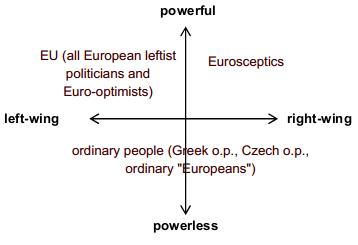 powerful
EU (all European leftist
politicians and
Euro-optimists)
Eurosceptics
left-wing
right-wing
ordinary people (Greek o.p., Czech o.p.,
ordinary "Europeans")
powerless